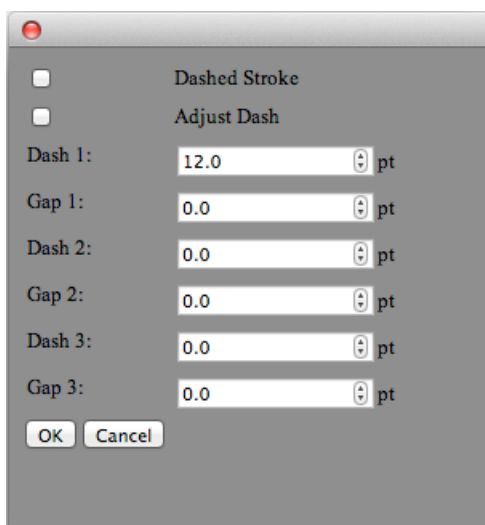 Dashed Stroke
Adjust Dash
Dash 1: 12.0 pt
Gap 1: 0.0 pt
Dash 2: 0.0 pt
Gap 2: 0.0 pt
Dash 3: 0.0 pt
Gap 3: 0.0 pt
OK Cancel